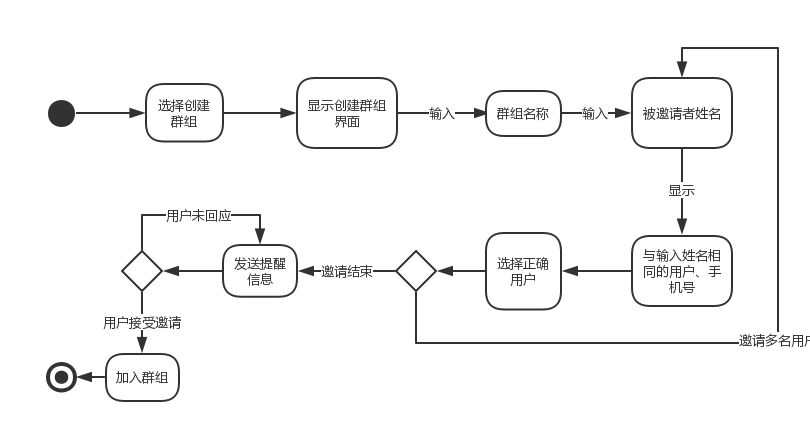 选择创建
群组
显示创建群组
界面
输入
群组名称
输入
被邀请者姓名
显示
与输入姓名相
同的用户、手
机号
选择正确
用户
邀请结束
发送提醒
信息
用户未回应
用户接受邀请
加入群组
邀请多名用户